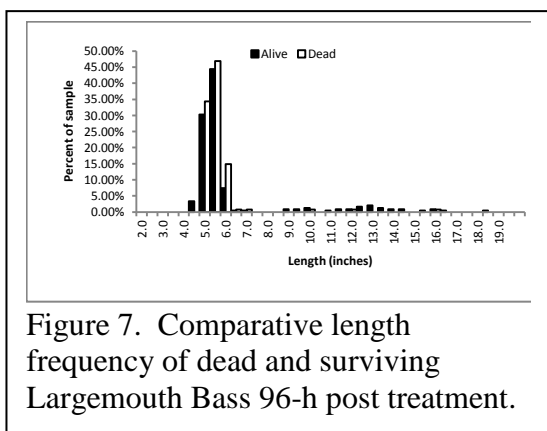 50.00%
45.00%
40.00%
35.00%
30.00%
25.00%
20.00%
15.00%
10.00%
5.00%
0.00%
Percent of sample
Alive Dead
2.0 3.0 4.0 5.0 6.0 7.0 8.0 9.0 10.0 11.0 12.0 13.0 14.0 15.0 16.0 17.0 18.0 19.0
Length (inches)
Figure 7. Comparative length
frequency of dead and surviving
Largemouth Bass 96-h post treatment.